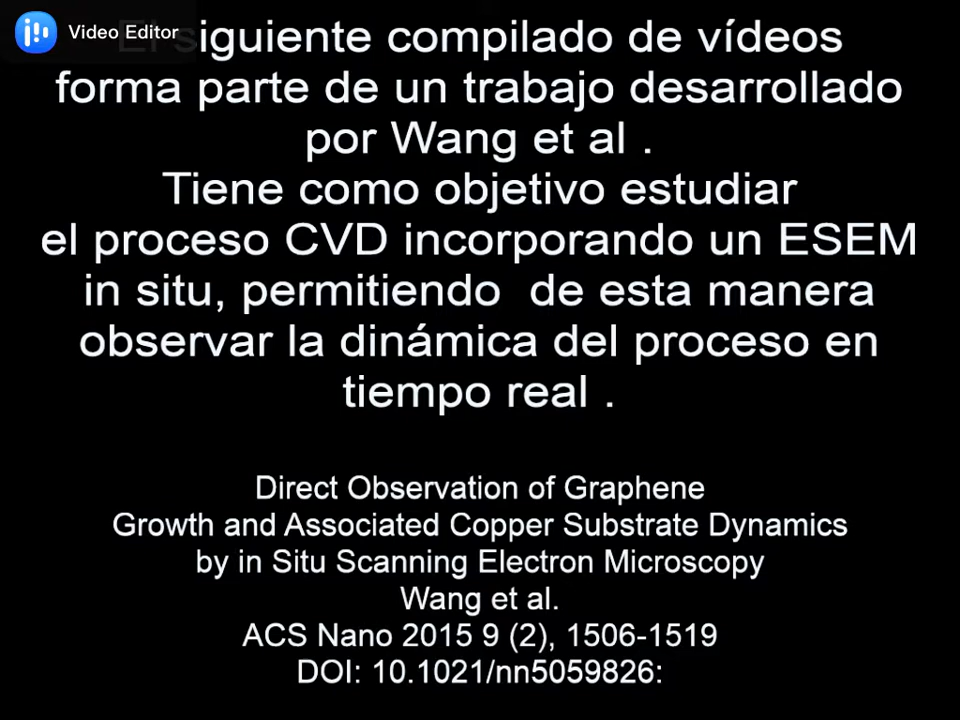 Video Editor
El siguiente compilado de vídeos
forma parte de un trabajo desarrollado
por Wang et al .
Tiene como objetivo estudiar
el proceso CVD incorporando un ESEM
in situ, permitiendo  de esta manera
observar la dinámica del proceso en
tiempo real .
Direct Observation of Graphene
Growth and Associated Copper Substrate Dynamics
by in Situ Scanning Electron Microscopy
Wang et al.
ACS Nano 2015 9 (2), 1506-1519
DOI: 10.1021/nn5059826: